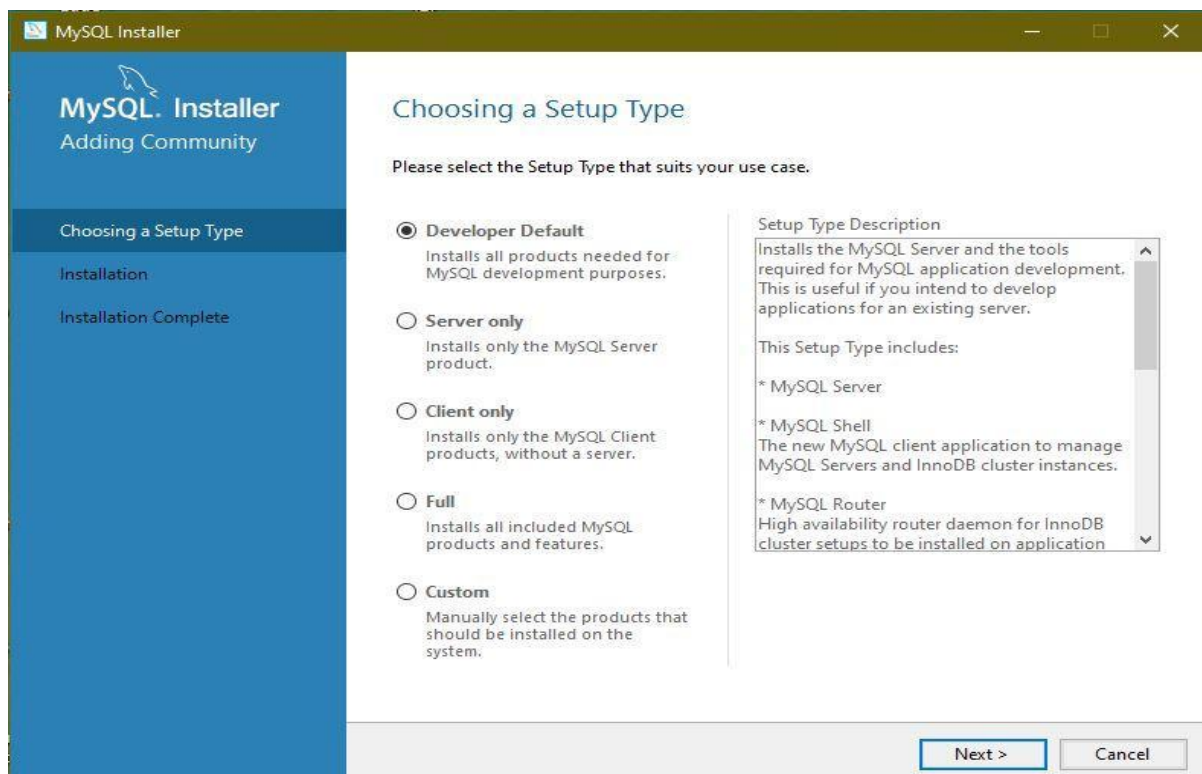 MySQL Installer
MySQL. Installer
Adding Community
Choosing a Setup Type
Installation
Installation Complete
Choosing a Setup Type
Please select the Setup Type that suits your use case.
Developer Default
Installs all products needed for
MySQL development purposes.
Server only
Installs only the MySQL Server
product.
Client only
Installs only the MySQL Client
products, without a server.
Full
Installs all included MySQL
products and features.
Custom
Manually select the products that
should be installed on the
system.
Setup Type Description
Installs the MySQL Server and the tools
required for MySQL application development.
This is useful if you intend to develop
applications for an existing server.
This Setup Type includes:
* MySQL Server
* MySQL Shell
The new MySQL client application to manage
MySQL Servers and InnoDB cluster instances.
* MySQL Router
High availability router daemon for InnoDB
cluster setups to be installed on application
Next >
Cancel